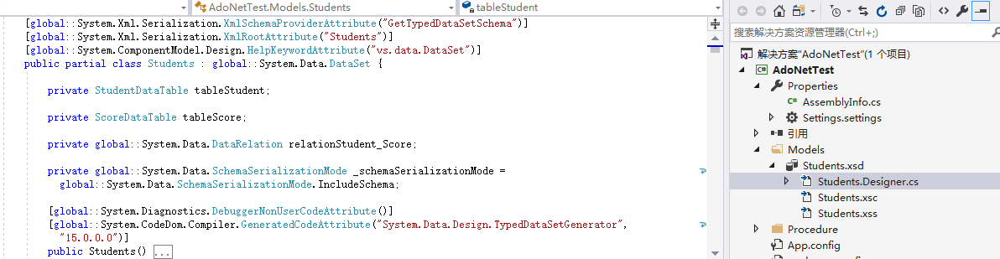 AdoNetTest.Models.Students
tableStudent
[global::System.Xml.Serialization.XmlSchemaProviderAttribute("GetTypedDataSetSchema")]
[global::System.Xml.Serialization.XmlRootAttribute("Students")]
[global::System.ComponentModel.Design.HelpKeywordAttribute("vs.data.DataSet")]
public partial class Students : global::System.Data.DataSet {
private StudentDataTable tableStudent;
private ScoreDataTable tableScore;
private global::System.Data.DataRelation relationStudent_Score;
private global::System.Data.SchemaSerializationMode _schemaSerializationMode =
global::System.Data.SchemaSerializationMode.IncludeSchema;
[global::System.Diagnostics.DebuggerNonUserCodeAttribute()]
[global::System.CodeDom.Compiler.GeneratedCodeAttribute("System.Data.Design.TypedDataSetGenerator",
"15.0.0.0")]
public Students() ...
搜索解决方案资源管理器(Ctrl+;)
解决方案"AdoNetTest"(1 个项目)
C# AdoNetTest
Properties
C# AssemblyInfo.cs
Settings.settings
引用
Models
Students.xsd
Students.Designer.cs
Students.xsc
Students.xss
Procedure
App.config